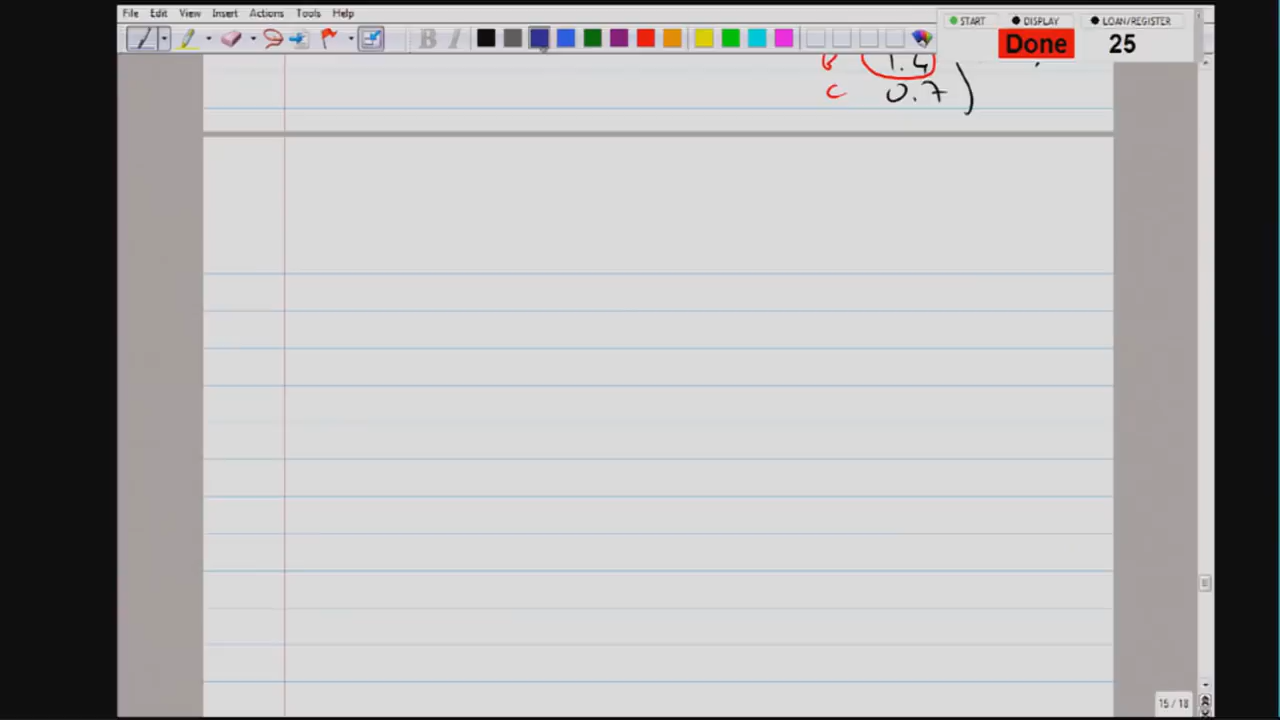 File Edit View Insert Actions Tools Help
START DISPLAY LOAN/REGISTER
B I Done 25
B 1.4
C 0.7 )
15 / 18